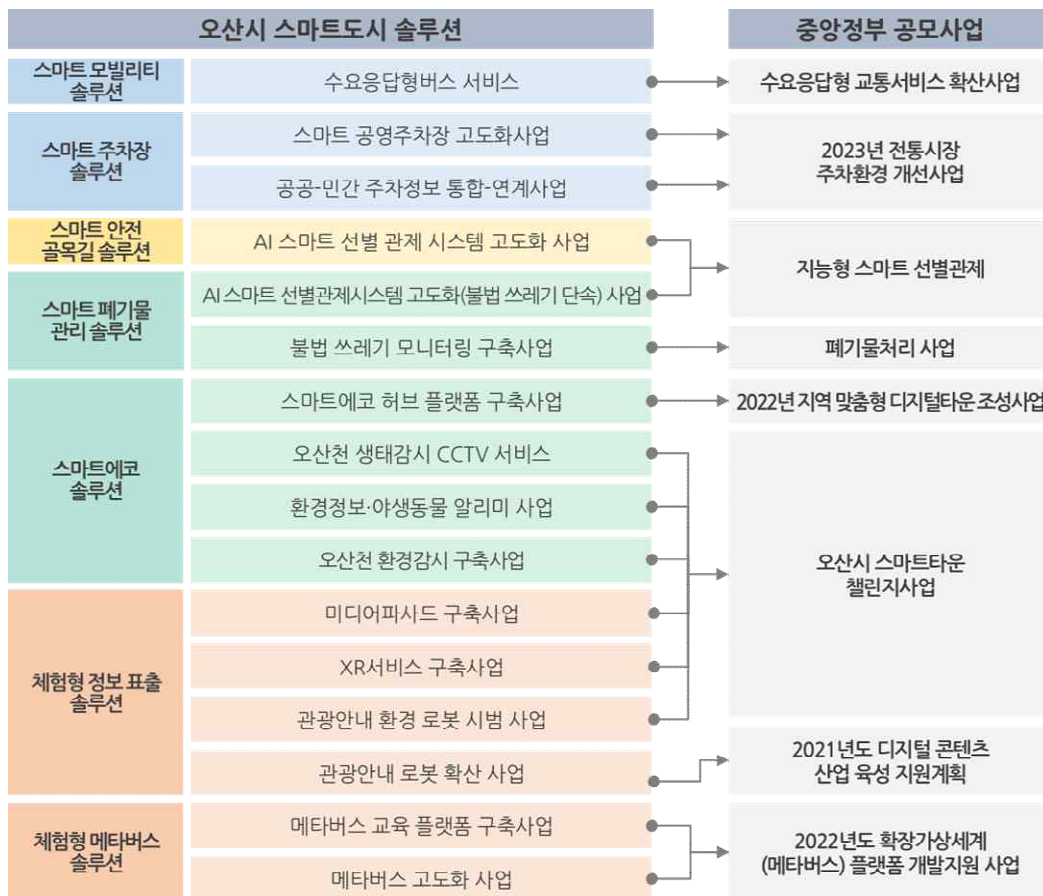 오산시 스마트도시 솔루션
중앙정부 공모사업
스마트 모빌리티
솔루션
수요응답형버스 서비스
수요응답형 교통서비스 확산사업
스마트 주차장
솔루션
스마트 공영주차장 고도화사업
공공-민간 주차정보 통합-연계사업
2023년 전통시장
주차환경 개선사업
스마트 안전
골목길 솔루션
AI 스마트 선별 관제 시스템 고도화 사업
지능형 스마트 선별관제
스마트 폐기물
관리 솔루션
AI 스마트 선별관제시스템 고도화(불법 쓰레기 단속) 사업
불법 쓰레기 모니터링 구축사업
폐기물처리 사업
스마트에코
솔루션
스마트에코 허브 플랫폼 구축사업
2022년 지역 맞춤형 디지털타운 조성사업
오산천 생태감시 CCTV 서비스
환경정보·야생동물 알리미 사업
오산천 환경감시 구축사업
오산시 스마트타운
챌린지사업
체험형 정보 표출
솔루션
미디어파사드 구축사업
XR서비스 구축사업
관광안내 환경 로봇 시범 사업
관광안내 로봇 확산 사업
2021년도 디지털 콘텐츠
산업 육성 지원계획
체험형 메타버스
솔루션
메타버스 교육 플랫폼 구축사업
메타버스 고도화 사업
2022년도 확장가상세계
(메타버스) 플랫폼 개발지원 사업